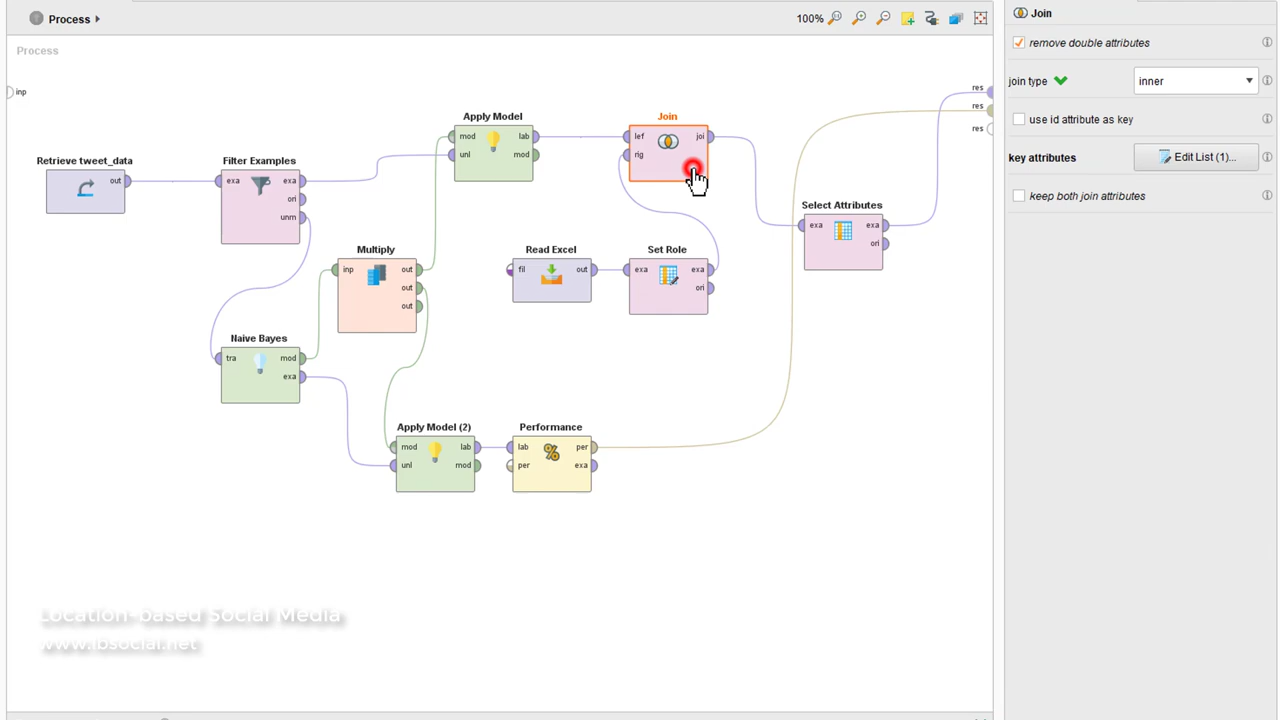 Process
100%
Process
inp
Retrieve tweet_data
out
Filter Examples
exa exa
ori
unm
Apply Model
mod lab
unl mod
Join
lef joi
rig
res
res
res
Multiply
inp out
out
out
Read Excel
fil out
Set Role
exa exa
ori
Select Attributes
exa exa
ori
Naive Bayes
tra mod
exa
Apply Model (2)
mod lab
unl mod
Performance
lab per
per exa
Location-based Social Media
www.lbsocial.net
Join
remove double attributes
join type inner
use id attribute as key
key attributes Edit List (1)...
keep both join attributes